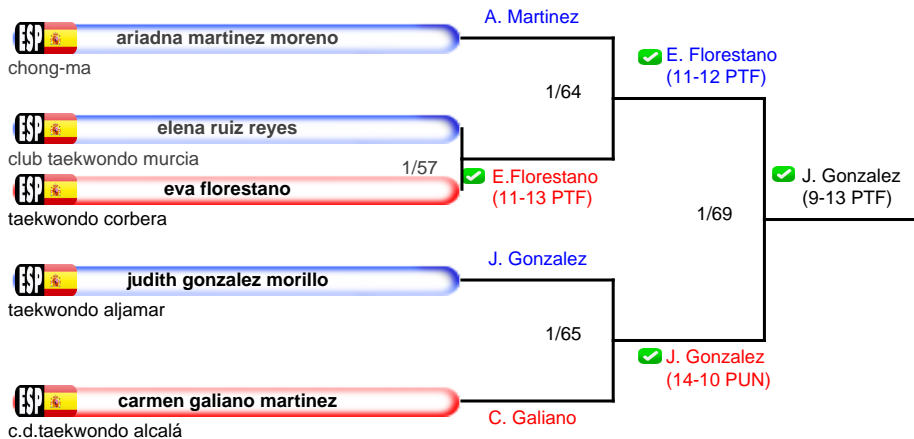 A. Martinez
ESP ariadna martinez moreno
chong-ma
E. Florestano
(11-12 PTF)
1/64
ESP elena ruiz reyes
club taekwondo murcia
1/57
E.Florestano
(11-13 PTF)
ESP eva florestano
taekwondo corbera
J. Gonzalez
(9-13 PTF)
1/69
J. Gonzalez
ESP judith gonzalez morillo
taekwondo aljamar
1/65
J. Gonzalez
(14-10 PUN)
ESP carmen galiano martinez
C. Galiano
c.d.taekwondo alcalá